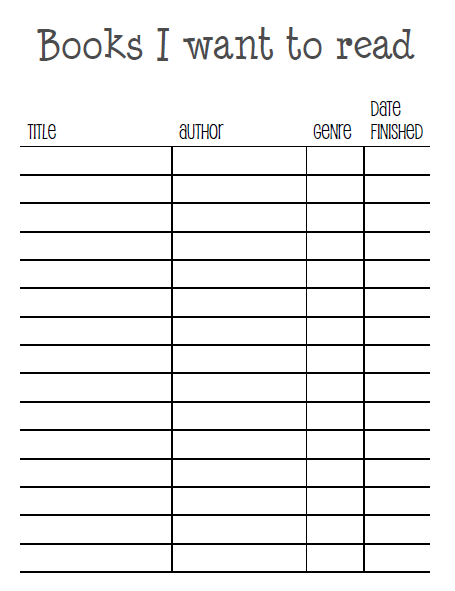 Books I want to read
Date
Title author Genre Finished